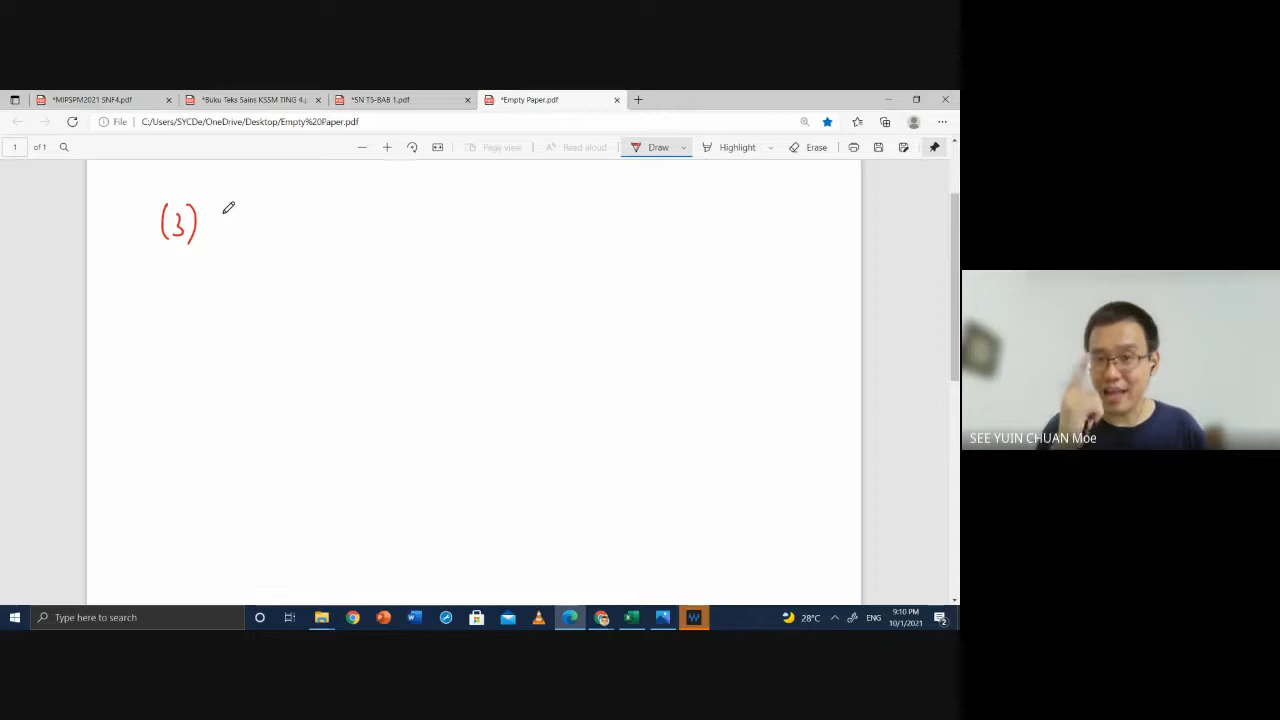 *MIPSPM2021 SNF4.pdf
*Buku Teks Sains KSSM TING 4.p
*SN T5-BAB 1.pdf
*Empty Paper.pdf
File
C:/Users/SYCDe/OneDrive/Desktop/Empty%20Paper.pdf
1 of 1
Page view
Read aloud
Draw
Highlight
Erase
(3)
SEE YUIN CHUAN Moe
Type here to search
28°C
ENG
9:10 PM
10/1/2021
2